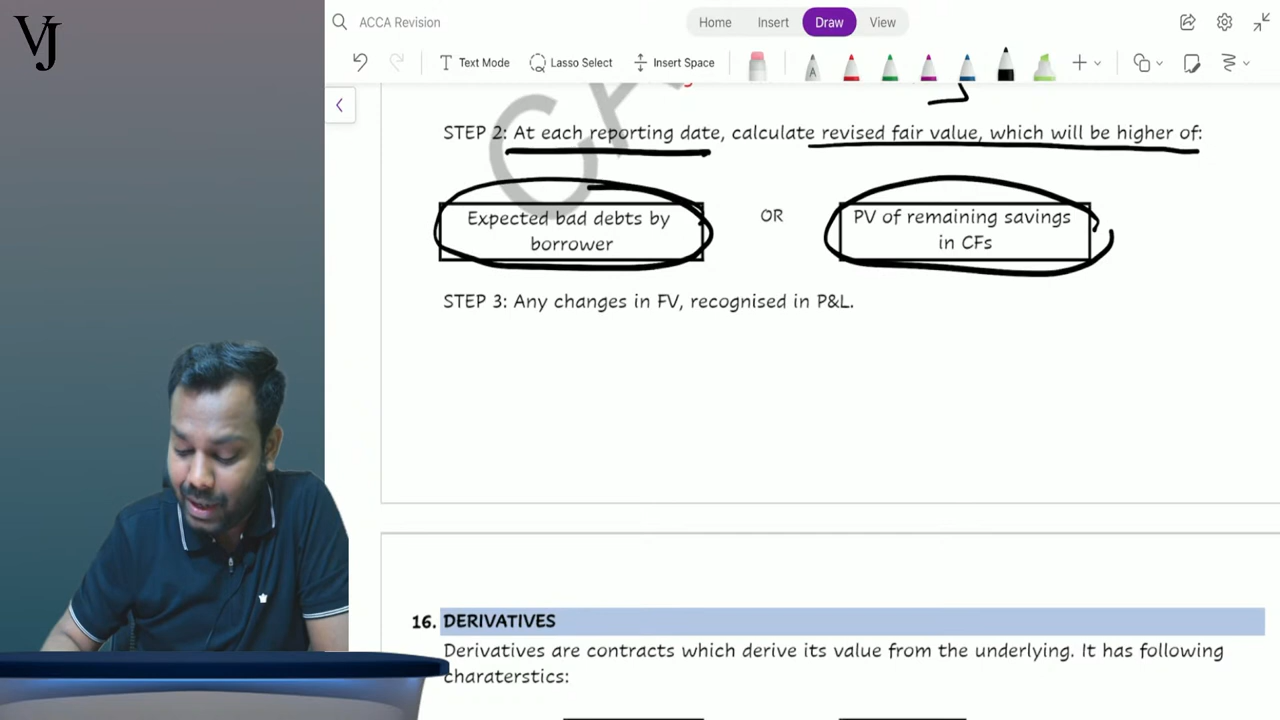 VJ
ACCA Revision
Home
Insert
Draw
View
Text Mode
Lasso Select
Insert Space
A
STEP 2: At each reporting date, calculate revised fair value, which will be higher of:
Expected bad debts by
borrower
OR
PV of remaining savings
in CFs
STEP 3: Any changes in FV, recognised in P&L.
16. DERIVATIVES
Derivatives are contracts which derive its value from the underlying. It has following
charaterstics: